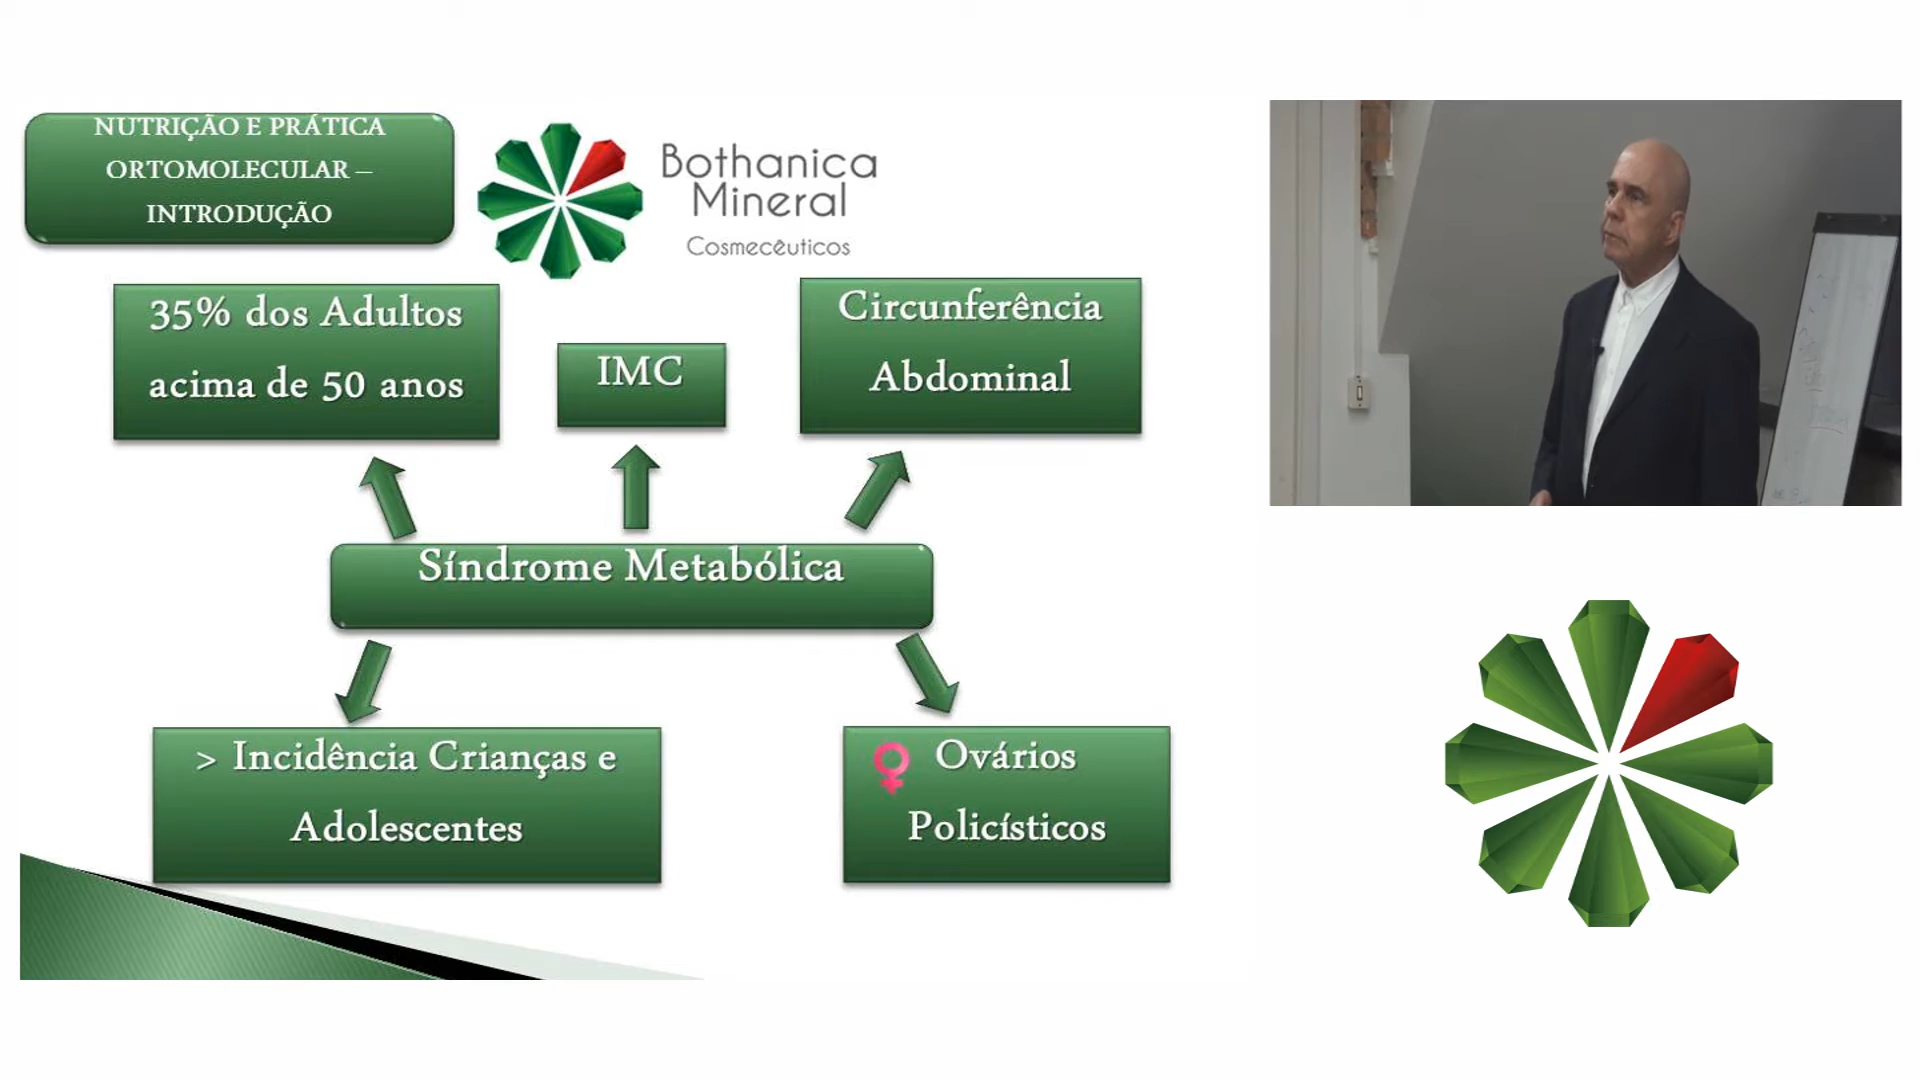 NUTRIÇÃO E PRÁTICA
ORTOMOLECULAR –
INTRODUÇÃO
Bothanica
Mineral
Cosmecêuticos
35% dos Adultos
acima de 50 anos
IMC
Circunferência
Abdominal
Síndrome Metabólica
> Incidência Crianças e
Adolescentes
Ovários
Policísticos